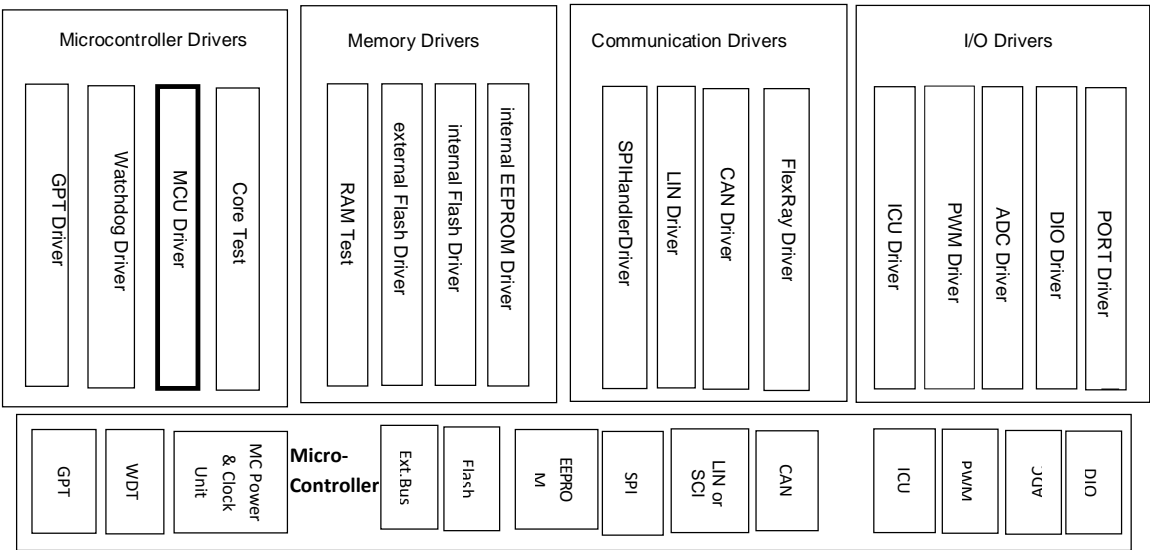 Microcontroller Drivers
GPT Driver
Watchdog Driver
MCU Driver
Core Test
Memory Drivers
RAM Test
external Flash Driver
internal Flash Driver
internal EEPROM Driver
Communication Drivers
SPIHandlerDriver
LIN Driver
CAN Driver
FlexRay Driver
I/O Drivers
ICU Driver
PWM Driver
ADC Driver
DIO Driver
PORT Driver
GPT
WDT
MC Power
& Clock
Unit
Micro-
Controller
Ext.Bus
Flash
EEPRO
M
SPI
LIN or
SCI
CAN
ICU
PWM
ADC
DIO